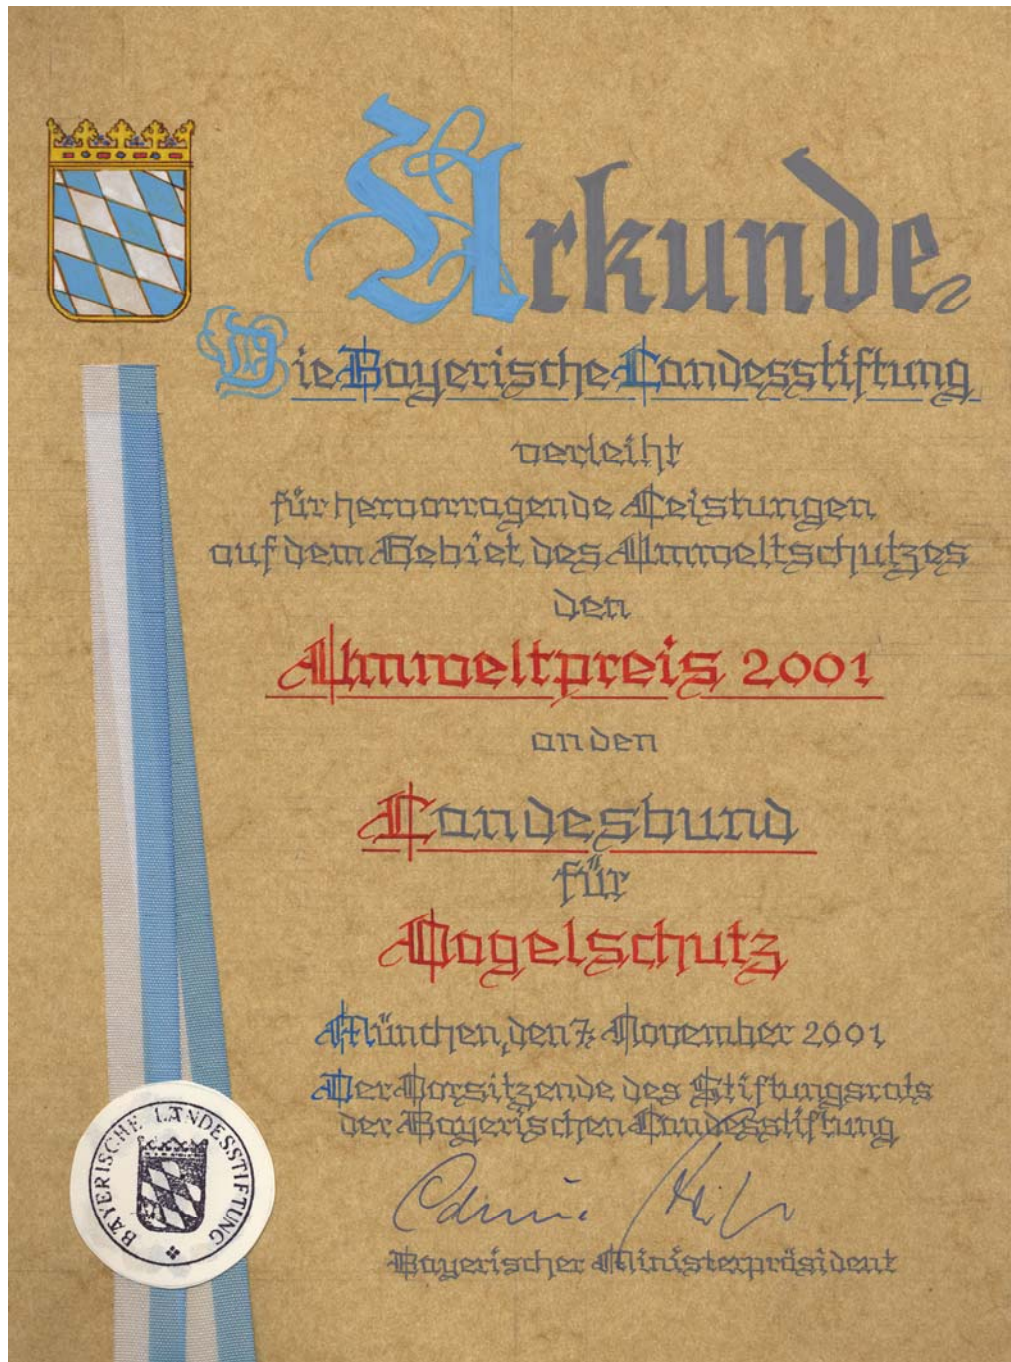 Urkunde
Die Bayerische Landesstiftung
verleiht
für hervorragende Leistungen
auf dem Gebiet des Umweltschutzes
den
Umweltpreis 2001
an den
Landesbund
für
Vogelschutz
München, den 7. November 2001
Der Vorsitzende des Stiftungsrats
der Bayerischen Landesstiftung
Bayerischer Ministerpräsident
BAYERISCHE LANDESSTIFTUNG